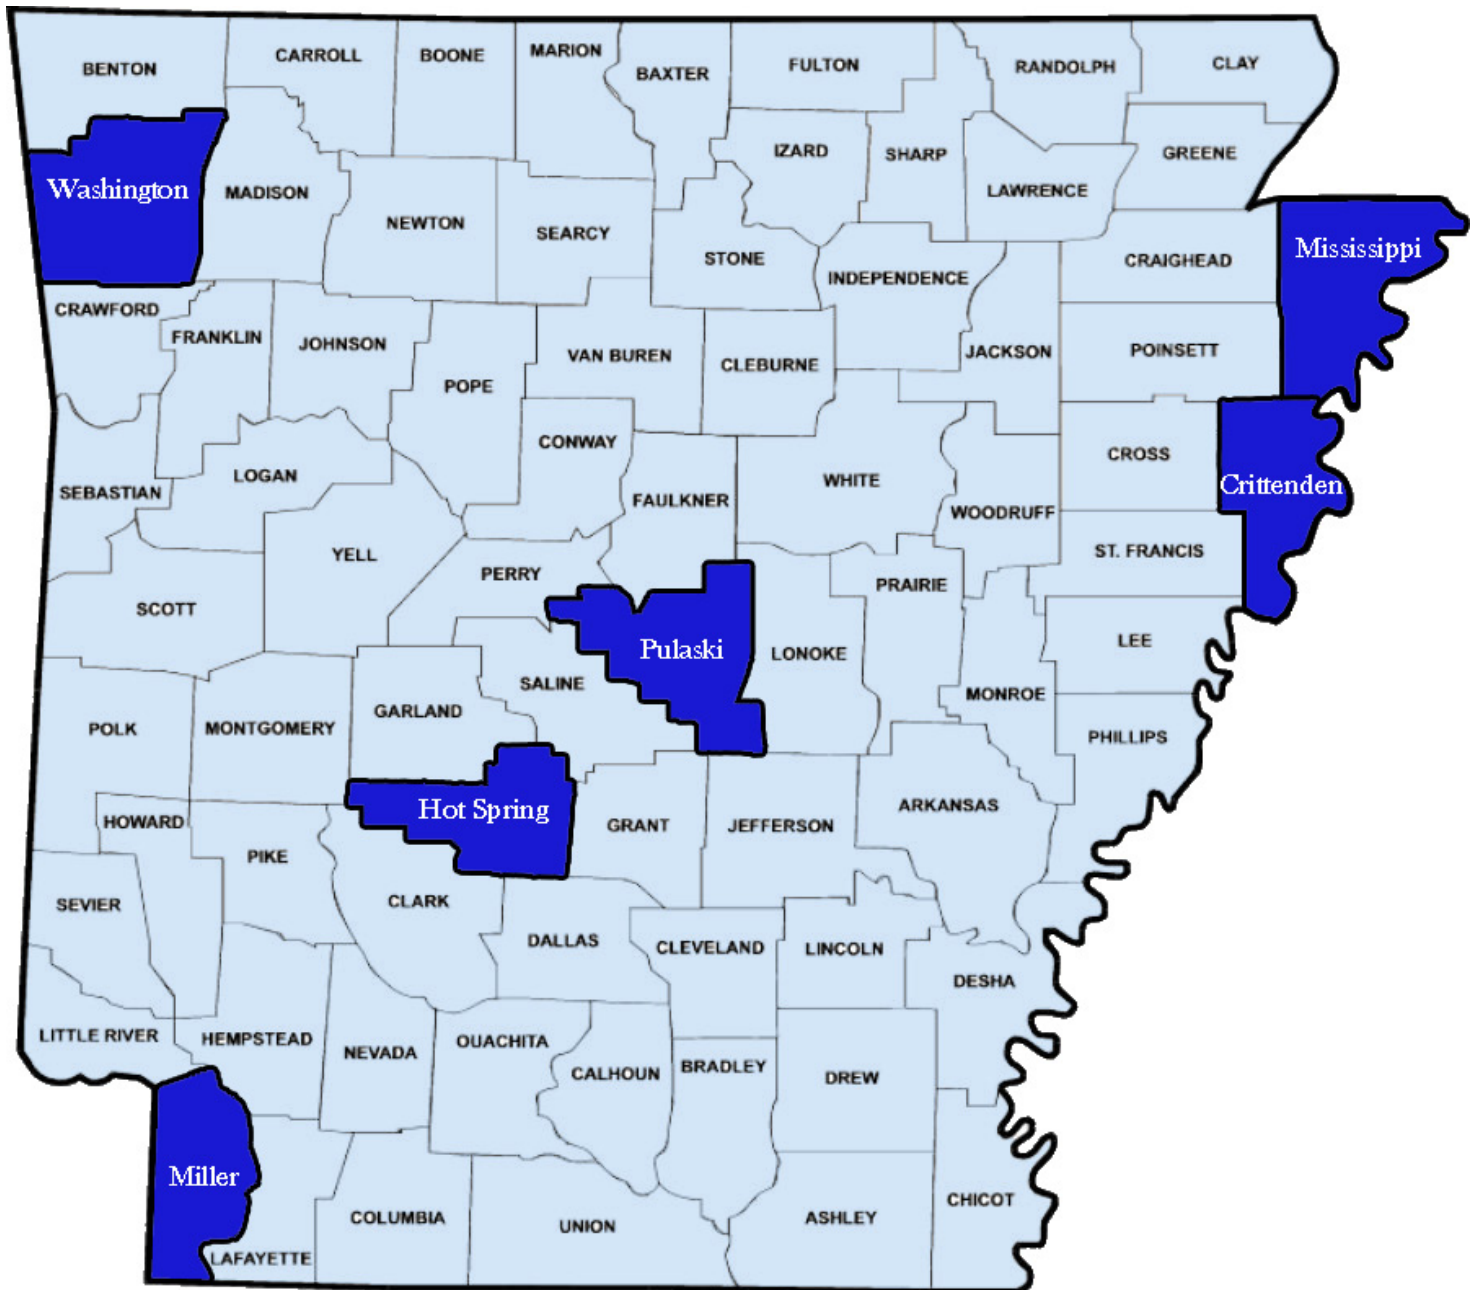 BENTON
CARROLL
BOONE
MARION
BAXTER
FULTON
RANDOLPH
CLAY
Washington
MADISON
NEWTON
SEARCY
STONE
IZARD
SHARP
LAWRENCE
GREENE
Mississippi
CRAIGHEAD
INDEPENDENCE
CRAWFORD
FRANKLIN
JOHNSON
POPE
VAN BUREN
CLEBURNE
JACKSON
POINSETT
SEBASTIAN
LOGAN
CONWAY
FAULKNER
WHITE
WOODRUFF
CROSS
Crittenden
ST. FRANCIS
SCOTT
YELL
PERRY
Pulaski
LONOKE
PRAIRIE
LEE
MONROE
PHILLIPS
POLK
MONTGOMERY
GARLAND
SALINE
Hot Spring
GRANT
JEFFERSON
ARKANSAS
HOWARD
PIKE
SEVIER
CLARK
DALLAS
CLEVELAND
LINCOLN
DESHA
LITTLE RIVER
HEMPSTEAD
NEVADA
OUACHITA
CALHOUN
BRADLEY
DREW
Miller
LAFAYETTE
COLUMBIA
UNION
ASHLEY
CHICOT